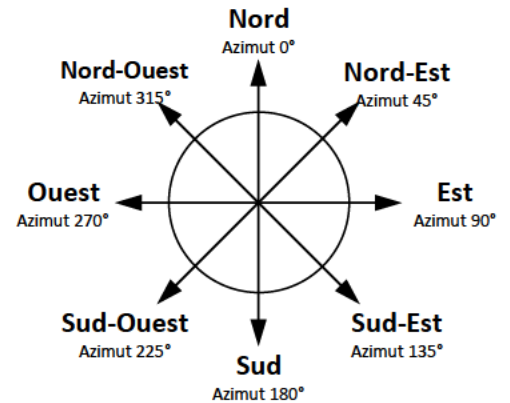 Nord
Azimut 0°
Nord-Ouest
Azimut 315°
Nord-Est
Azimut 45°
Ouest
Azimut 270°
Est
Azimut 90°
Sud-Ouest
Azimut 225°
Sud-Est
Azimut 135°
Sud
Azimut 180°